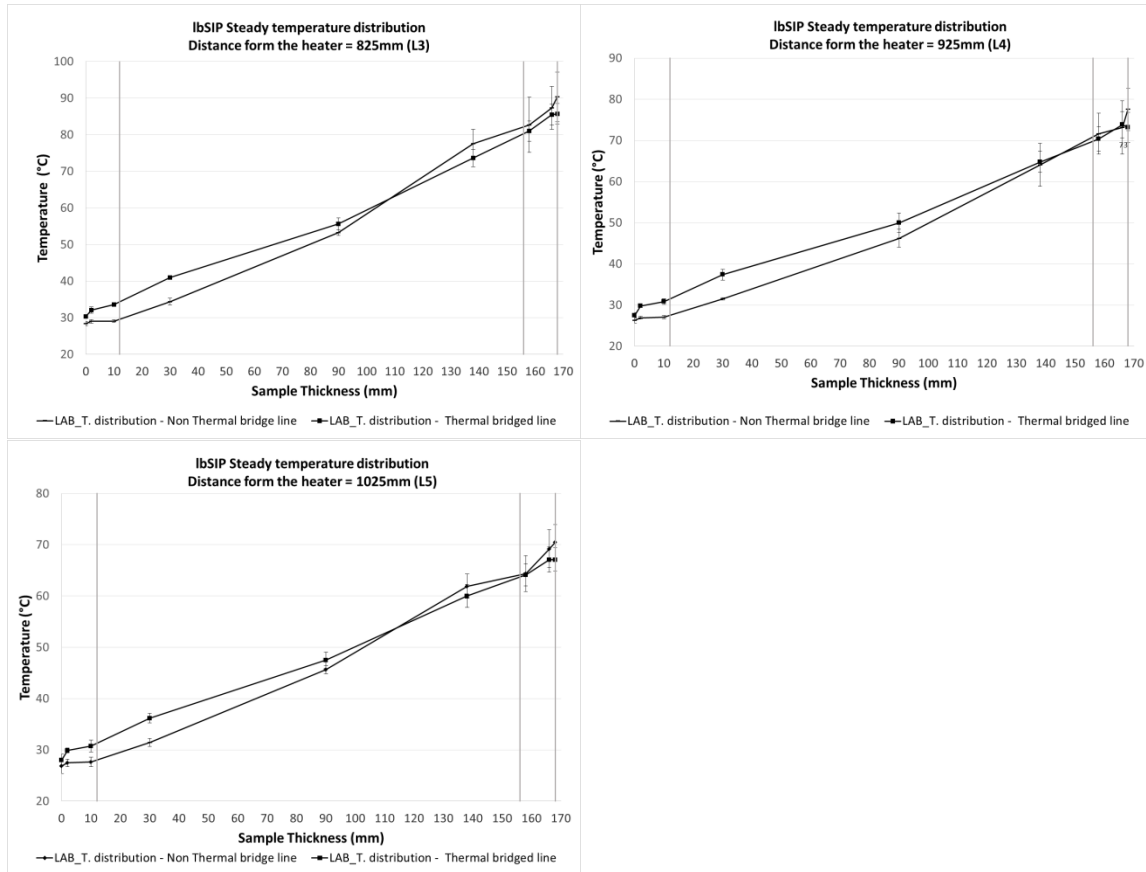 lbSIP Steady temperature distribution
Distance form the heater = 825mm (L3)
100
90
80
70
60
50
40
30
20
Temperature (°C)
0 10 20 30 40 50 60 70 80 90 100 110 120 130 140 150 160 170
Sample Thickness (mm)
LAB_T. distribution - Non Thermal bridge line LAB_T. distribution - Thermal bridged line
lbSIP Steady temperature distribution
Distance form the heater = 925mm (L4)
90
80
70
60
50
40
30
20
Temperature (°C)
73
0 10 20 30 40 50 60 70 80 90 100 110 120 130 140 150 160 170
Sample Thickness (mm)
LAB_T. distribution - Non Thermal bridge line LAB_T. distribution - Thermal bridged line
lbSIP Steady temperature distribution
Distance form the heater = 1025mm (L5)
80
70
60
50
40
30
20
Temperature (°C)
0 10 20 30 40 50 60 70 80 90 100 110 120 130 140 150 160 170
Sample Thickness (mm)
LAB_T. distribution - Non Thermal bridge line LAB_T. distribution - Thermal bridged line